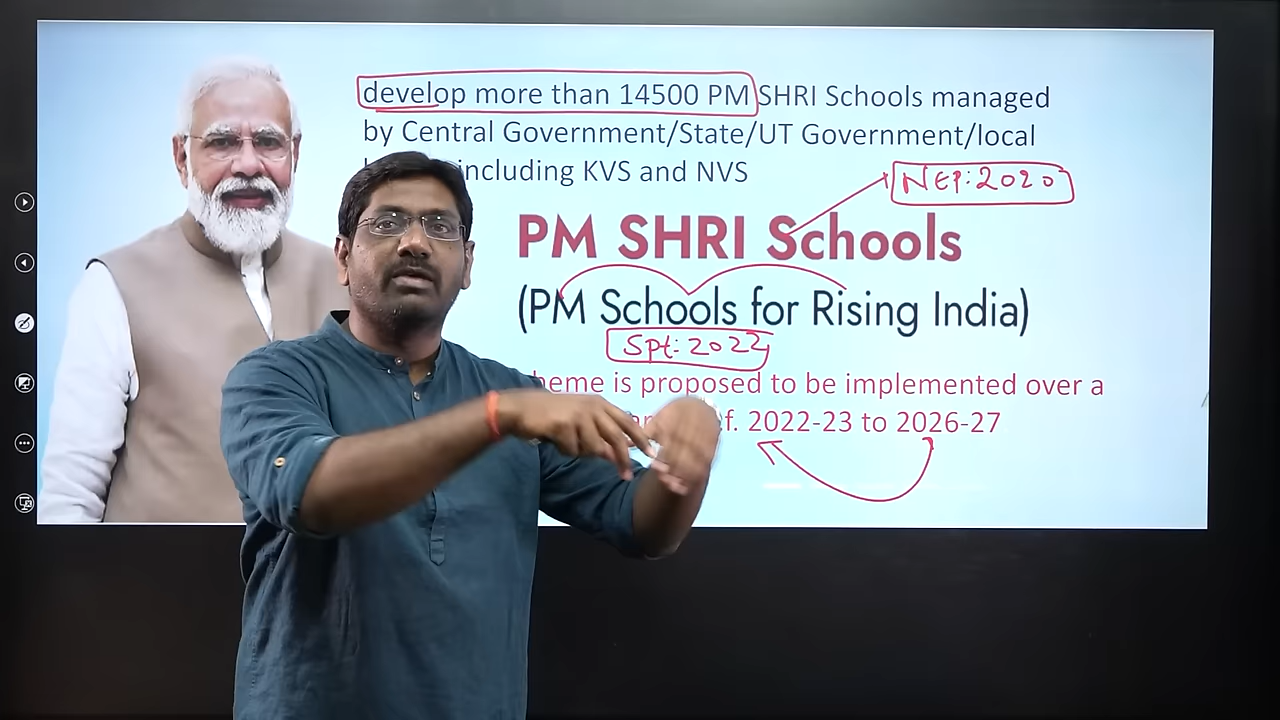 develop more than 14500 PM SHRI Schools managed
by Central Government/State/UT Government/local
including KVS and NVS
NEP:2020
PM SHRI Schools
(PM Schools for Rising India)
Spt: 2022
heme is proposed to be implemented over a
f. 2022-23 to 2026-27